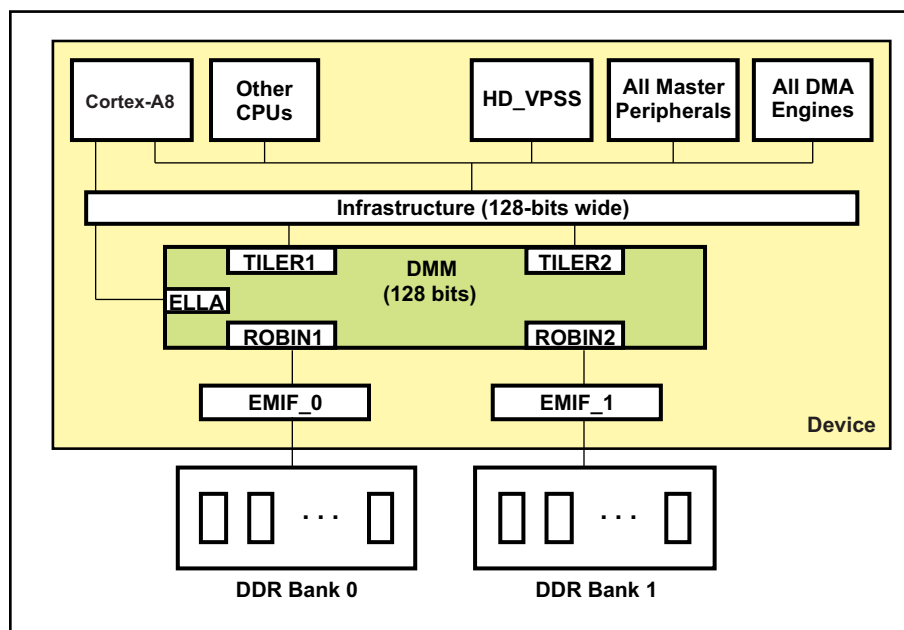 Cortex-A8
Other
CPUs
HD_VPSS
All Master
Peripherals
All DMA
Engines
Infrastructure (128-bits wide)
TILER1
DMM
(128 bits)
TILER2
ELLA
ROBIN1
ROBIN2
EMIF_0
EMIF_1
Device
. . .
. . .
DDR Bank 0
DDR Bank 1